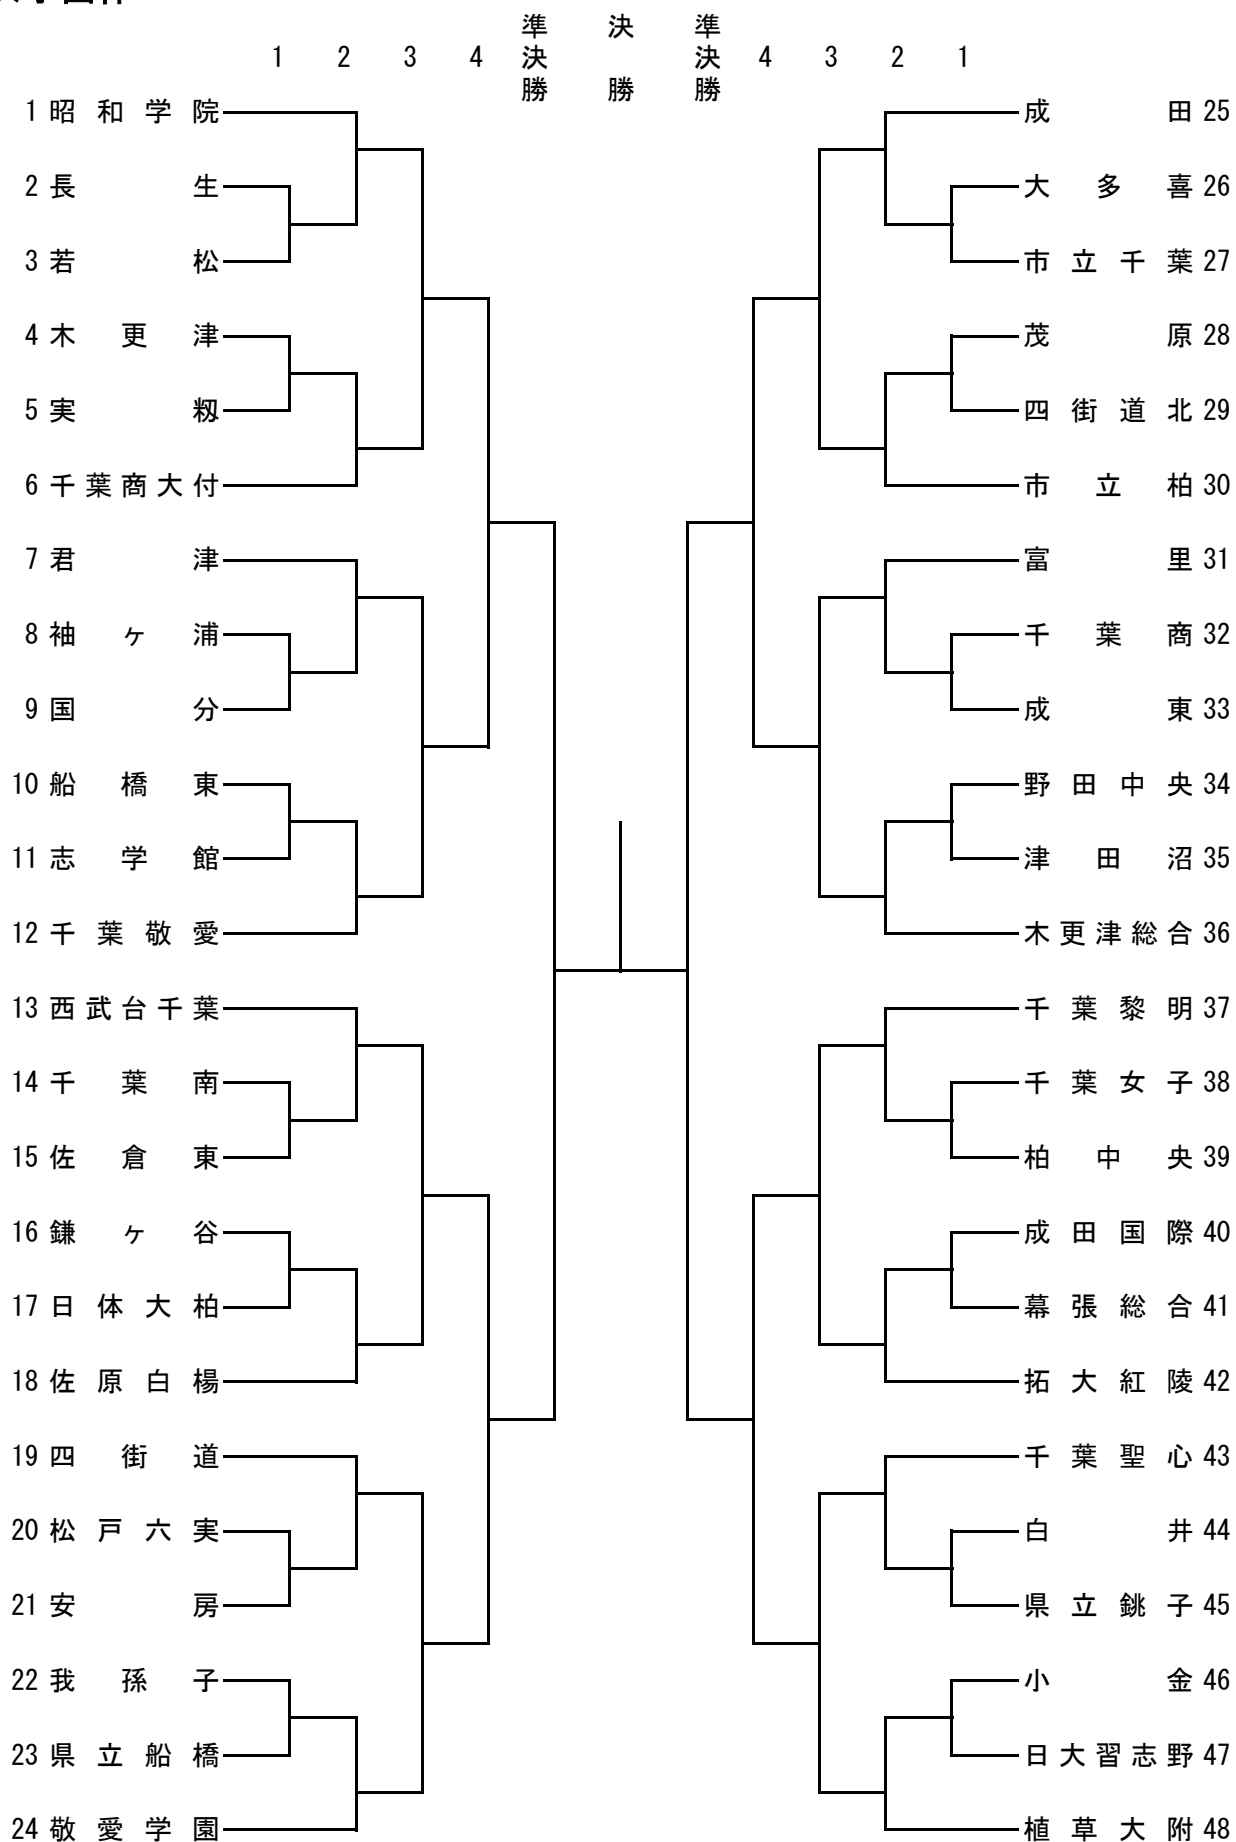 1 2 3 4 準決勝 決勝 準決勝 4 3 2 1
1 昭和学院 成田 25
2 長生 大多喜 26
3 若松 市立千葉 27
4 木更津 茂原 28
5 実籾 四街道北 29
6 千葉商大付 市立柏 30
7 君津 富里 31
8 袖ヶ浦 千葉商 32
9 国分 成東 33
10 船橋東 野田中央 34
11 志学館 津田沼 35
12 千葉敬愛 木更津総合 36
13 西武台千葉 千葉黎明 37
14 千葉南 千葉女子 38
15 佐倉東 柏中央 39
16 鎌ヶ谷 成田国際 40
17 日体大柏 幕張総合 41
18 佐原白楊 拓大紅陵 42
19 四街道 千葉聖心 43
20 松戸六実 白井 44
21 安房 県立銚子 45
22 我孫子 小金 46
23 県立船橋 日大習志野 47
24 敬愛学園 植草大附 48